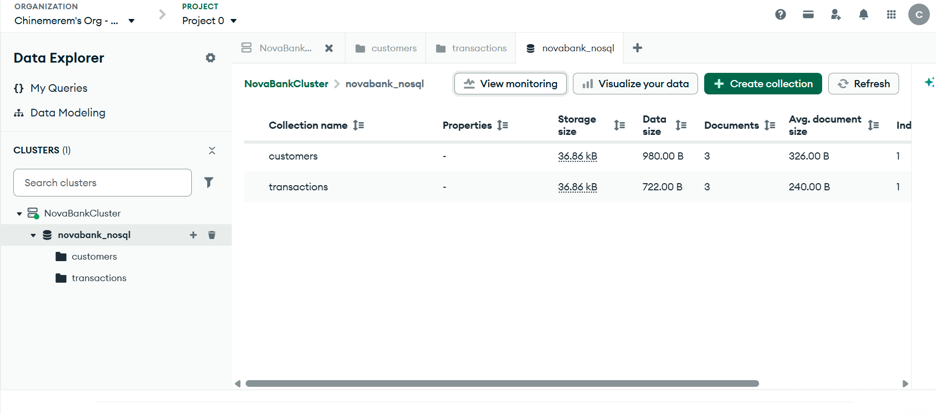 ORGANIZATION
Chinemerem's Org - ...
PROJECT
Project 0
C
Data Explorer
{} My Queries
Data Modeling
CLUSTERS (1)
Search clusters
NovaBankCluster
novabank_nosql
customers
transactions
NovaBank... customers transactions novabank_nosql
NovaBankCluster > novabank_nosql View monitoring Visualize your data Create collection Refresh
Collection name Properties Storage size Data size Documents Avg. document size Ind
customers - 36.86 kB 980.00 B 3 326.00 B 1
transactions - 36.86 kB 722.00 B 3 240.00 B 1